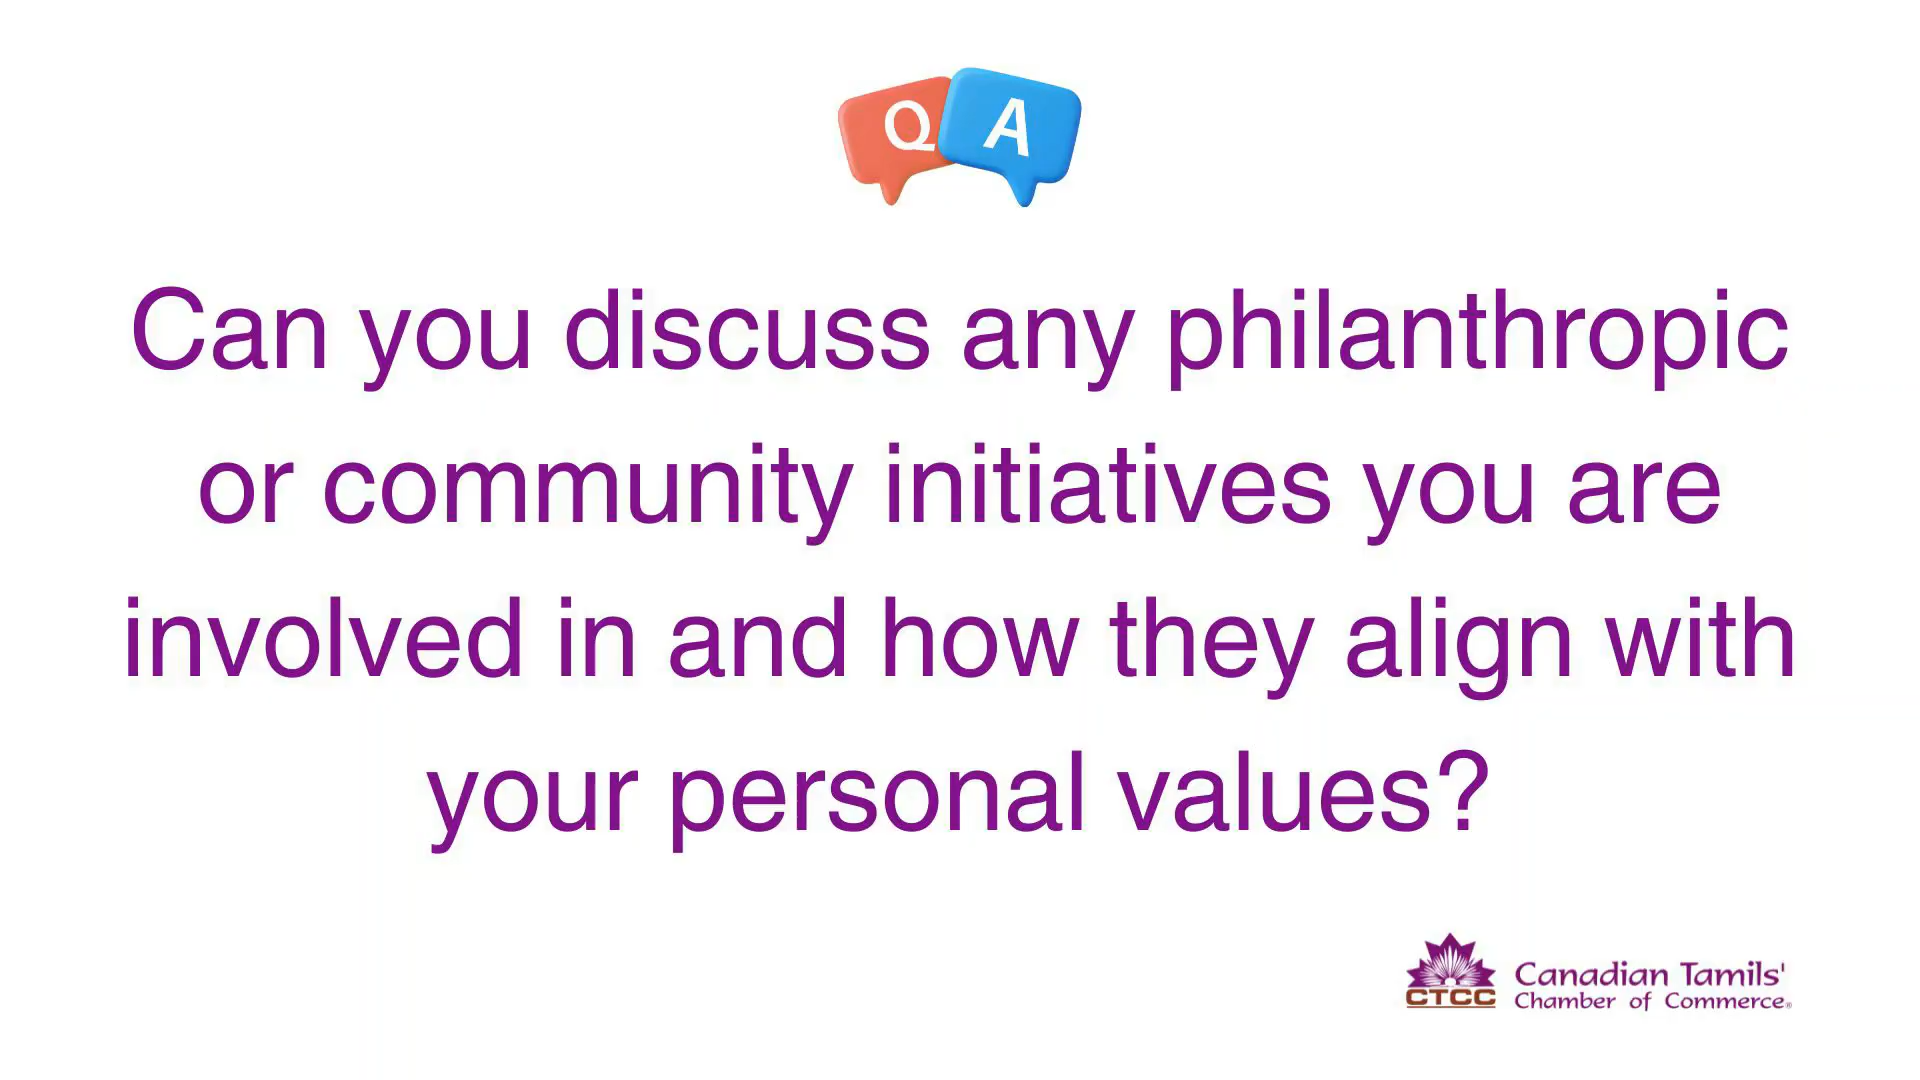 Q A
Can you discuss any philanthropic
or community initiatives you are
involved in and how they align with
your personal values?
CTCC
Canadian Tamils'
Chamber of Commerce®